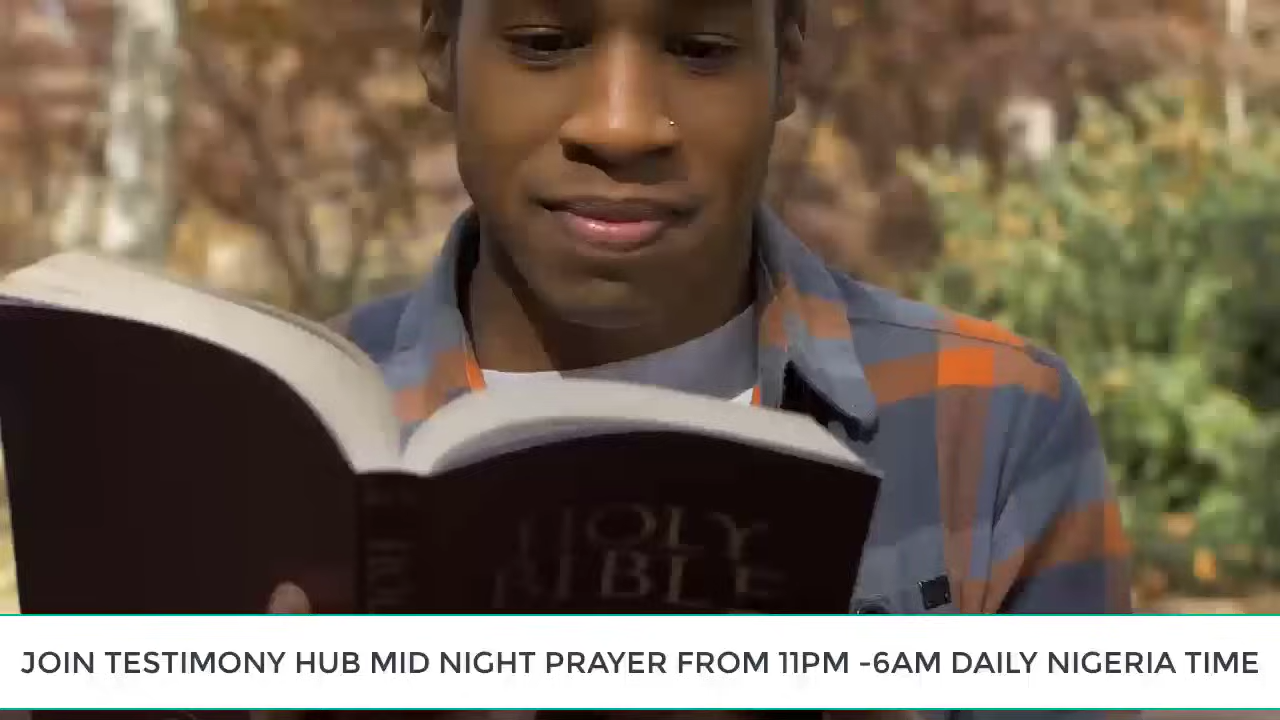 HOLY
BIBLE
JOIN TESTIMONY HUB MID NIGHT PRAYER FROM 11PM -6AM DAILY NIGERIA TIME